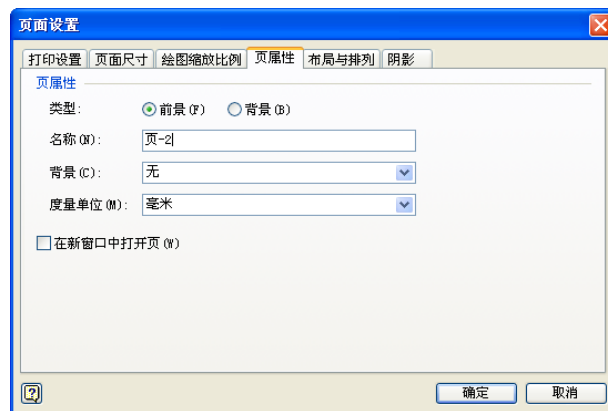 页面设置
打印设置 页面尺寸 绘图缩放比例 页属性 布局与排列 阴影
页属性
类型: 前景(F) 背景(B)
名称(N): 页-2
背景(C): 无
度量单位(M): 毫米
在新窗口中打开页(W)
确定 取消